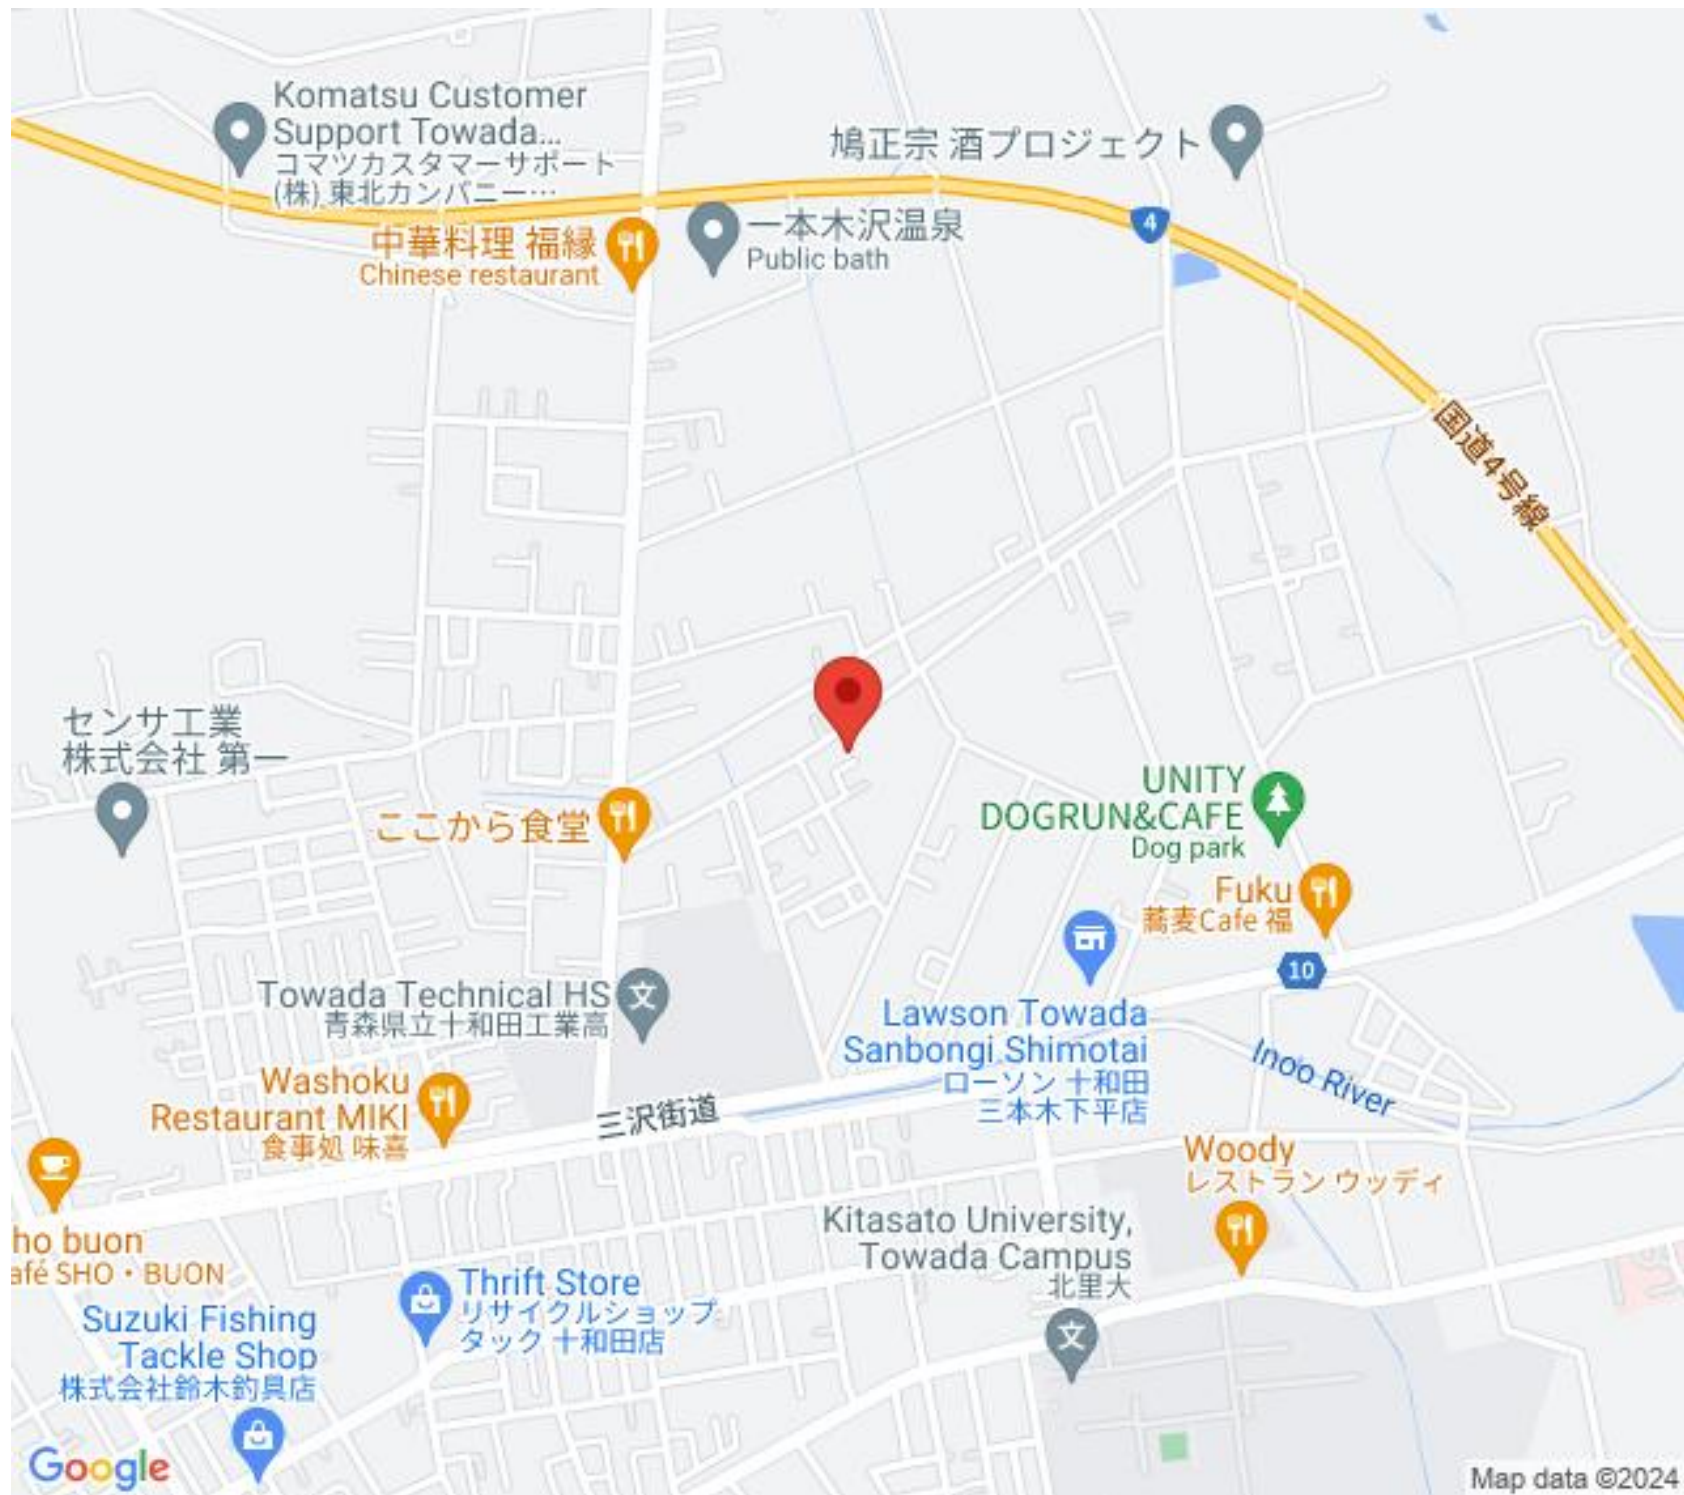 Komatsu Customer
Support Towada...
コマツカスタマーサポート
(株) 東北カンパニー…
鳩正宗 酒プロジェクト
4
中華料理 福縁
Chinese restaurant
一本木沢温泉
Public bath
国道4号線
センサ工業
株式会社 第一
ここから食堂
UNITY
DOGRUN&CAFE
Dog park
Fuku
蕎麦Cafe 福
10
Towada Technical HS
青森県立十和田工業高
文
Lawson Towada
Sanbongi Shimotai
ローソン 十和田
三本木下平店
Inoo River
Washoku
Restaurant MIKI
食事処 味喜
三沢街道
Woody
レストラン ウッディ
ho buon
afé SHO・BUON
Kitasato University,
Towada Campus
北里大
文
Thrift Store
リサイクルショップ
タック 十和田店
Suzuki Fishing
Tackle Shop
株式会社鈴木釣具店
Google
Map data ©2024